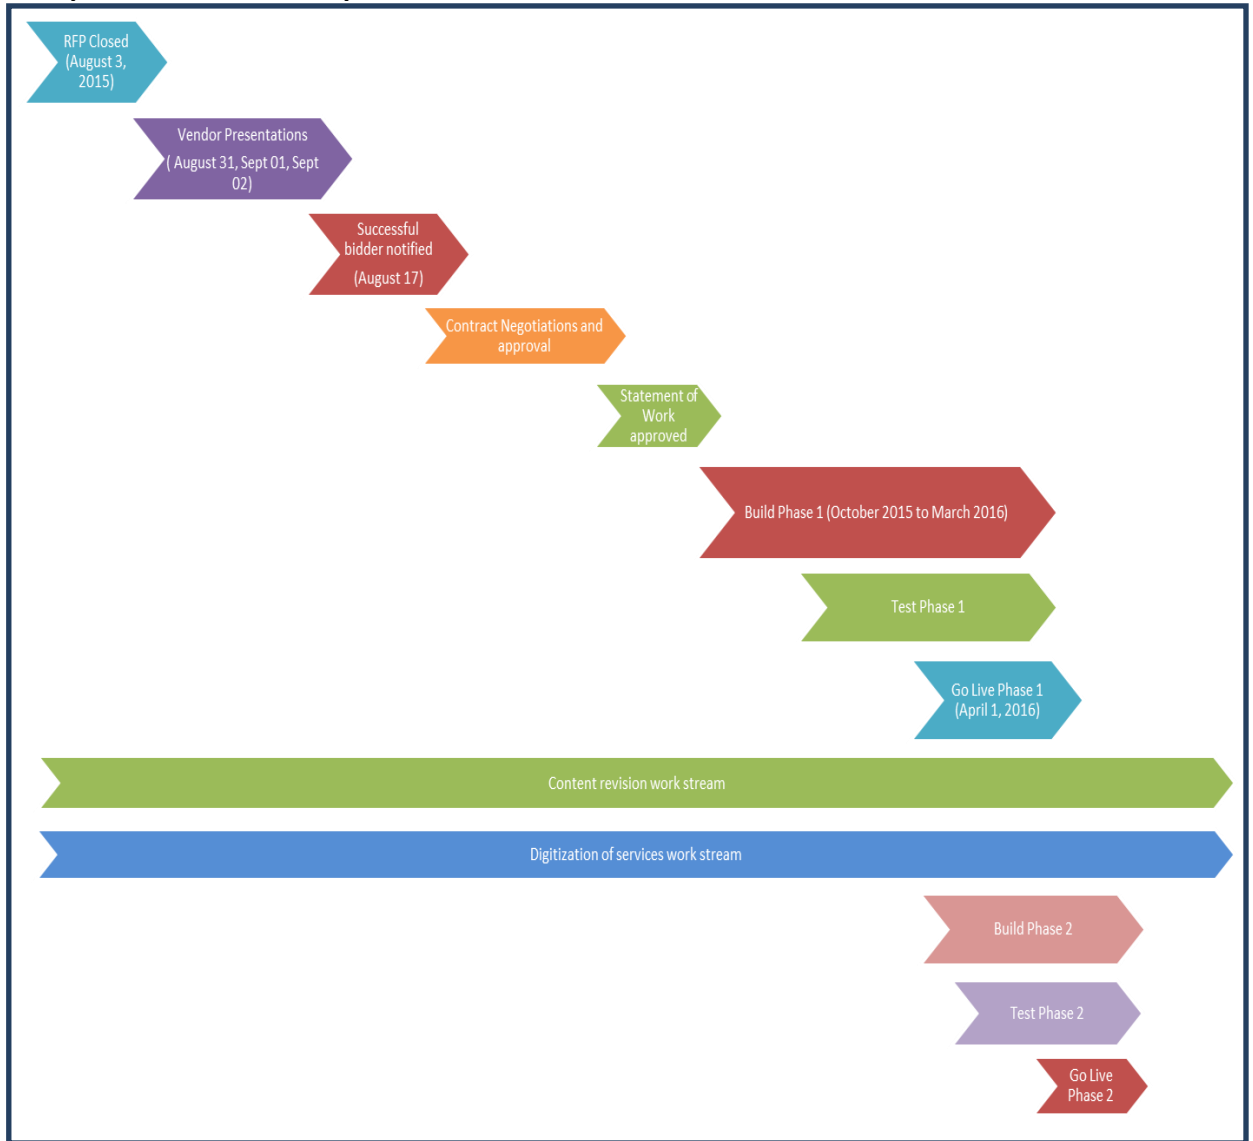 RFP Closed
(August 3,
2015)
Vendor Presentations
( August 31, Sept 01, Sept
02)
Successful
bidder notified
(August 17)
Contract Negotiations and
approval
Statement of
Work
approved
Build Phase 1 (October 2015 to March 2016)
Test Phase 1
Go Live Phase 1
(April 1, 2016)
Content revision work stream
Digitization of services work stream
Build Phase 2
Test Phase 2
Go Live
Phase 2